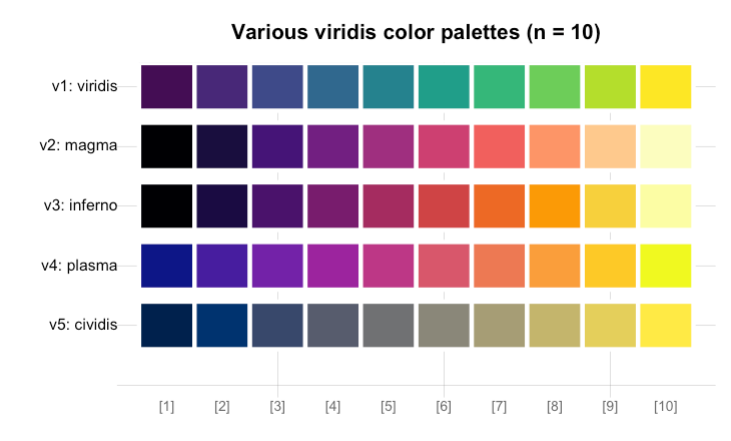 Various viridis color palettes (n = 10)
v1: viridis
v2: magma
v3: inferno
v4: plasma
v5: cividis
[1] [2] [3] [4] [5] [6] [7] [8] [9] [10]